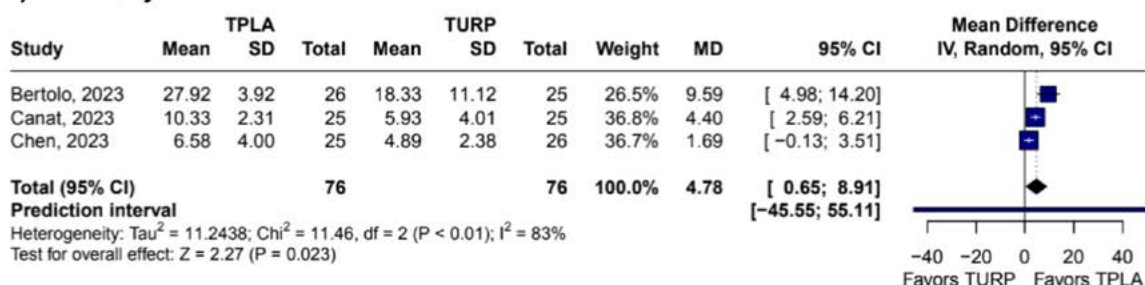 TPLA TURP Mean Difference
Study Mean SD Total Mean SD Total Weight MD 95% CI IV, Random, 95% CI
Bertolo, 2023 27.92 3.92 26 18.33 11.12 25 26.5% 9.59 [ 4.98; 14.20]
Canat, 2023 10.33 2.31 25 5.93 4.01 25 36.8% 4.40 [ 2.59; 6.21]
Chen, 2023 6.58 4.00 25 4.89 2.38 26 36.7% 1.69 [−0.13; 3.51]
Total (95% CI) 76 76 100.0% 4.78 [ 0.65; 8.91]
Prediction interval [−45.55; 55.11]
Heterogeneity: Tau² = 11.2438; Chi² = 11.46, df = 2 (P < 0.01); I² = 83%
Test for overall effect: Z = 2.27 (P = 0.023)
−40 −20 0 20 40
Favors TURP Favors TPLA